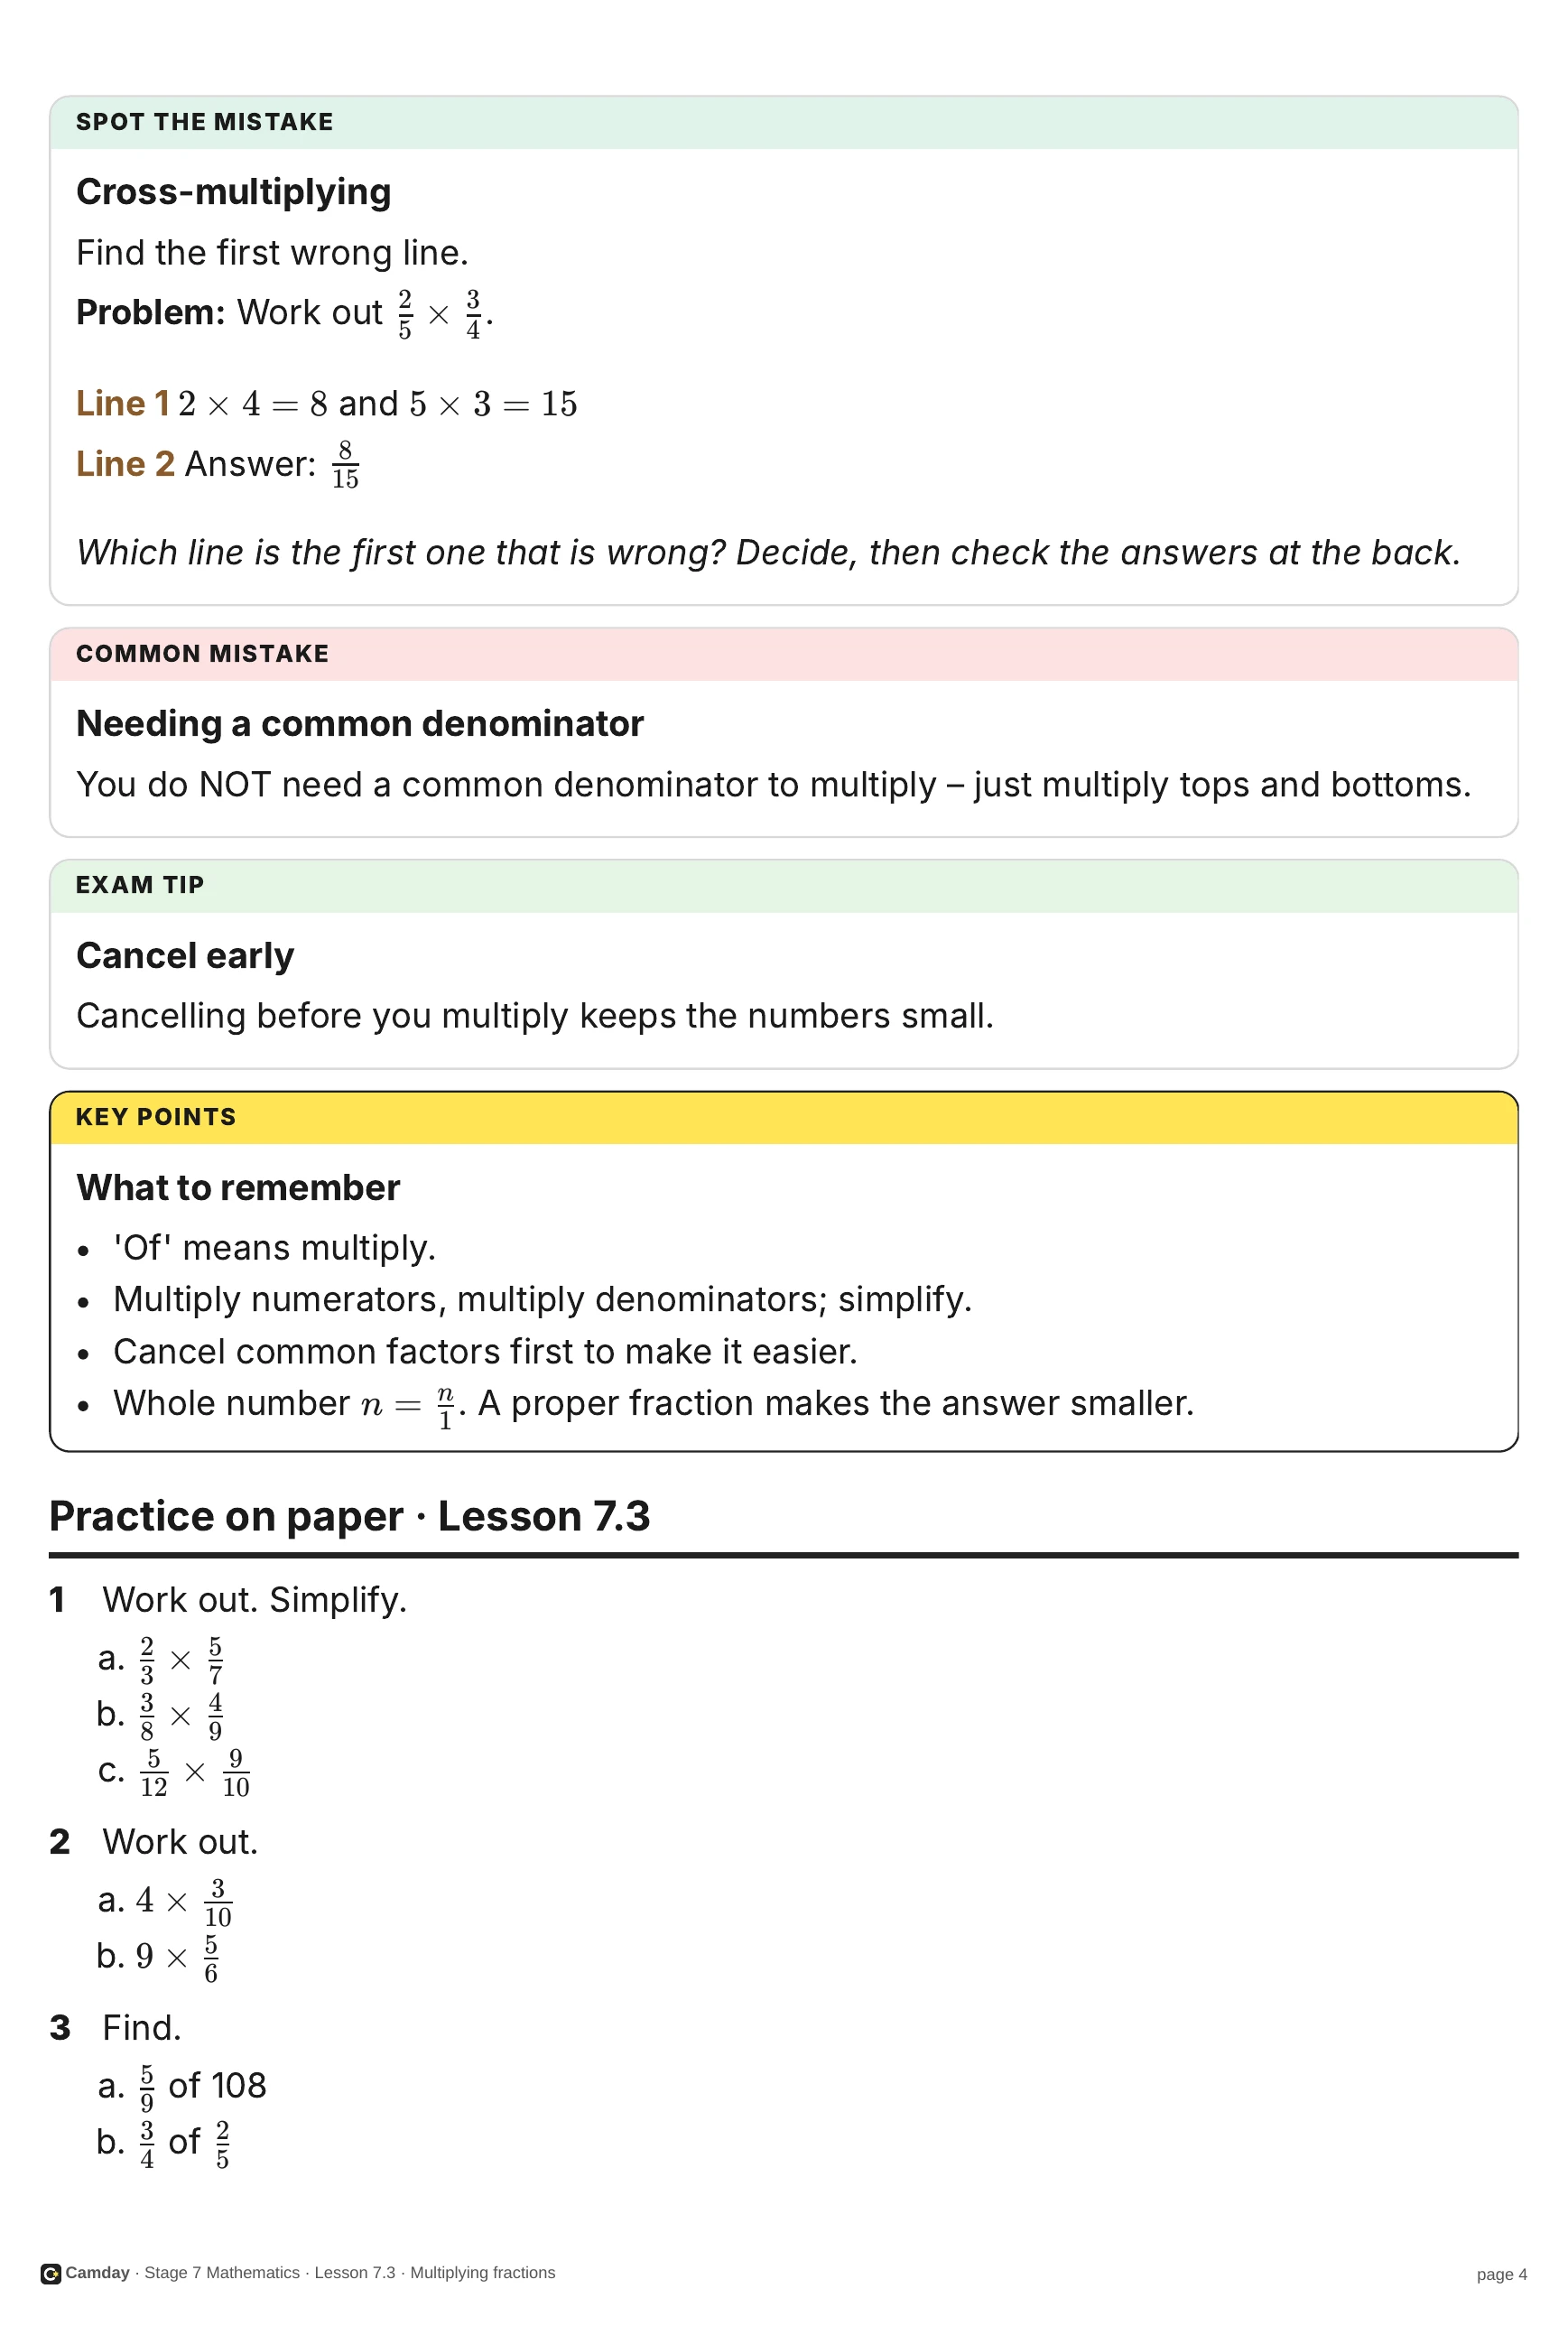 SPOT THE MISTAKE
Cross-multiplying
Find the first wrong line.
Problem: Work out 2/5 × 3/4.
Line 1 2 × 4 = 8 and 5 × 3 = 15
Line 2 Answer: 8/15
Which line is the first one that is wrong? Decide, then check the answers at the back.
COMMON MISTAKE
Needing a common denominator
You do NOT need a common denominator to multiply – just multiply tops and bottoms.
EXAM TIP
Cancel early
Cancelling before you multiply keeps the numbers small.
KEY POINTS
What to remember
• 'Of' means multiply.
• Multiply numerators, multiply denominators; simplify.
• Cancel common factors first to make it easier.
• Whole number n = n/1. A proper fraction makes the answer smaller.
Practice on paper · Lesson 7.3
1 Work out. Simplify.
a. 2/3 × 5/7
b. 3/8 × 4/9
c. 5/12 × 9/10
2 Work out.
a. 4 × 3/10
b. 9 × 5/6
3 Find.
a. 5/9 of 108
b. 3/4 of 2/5
Camday · Stage 7 Mathematics · Lesson 7.3 · Multiplying fractions
page 4